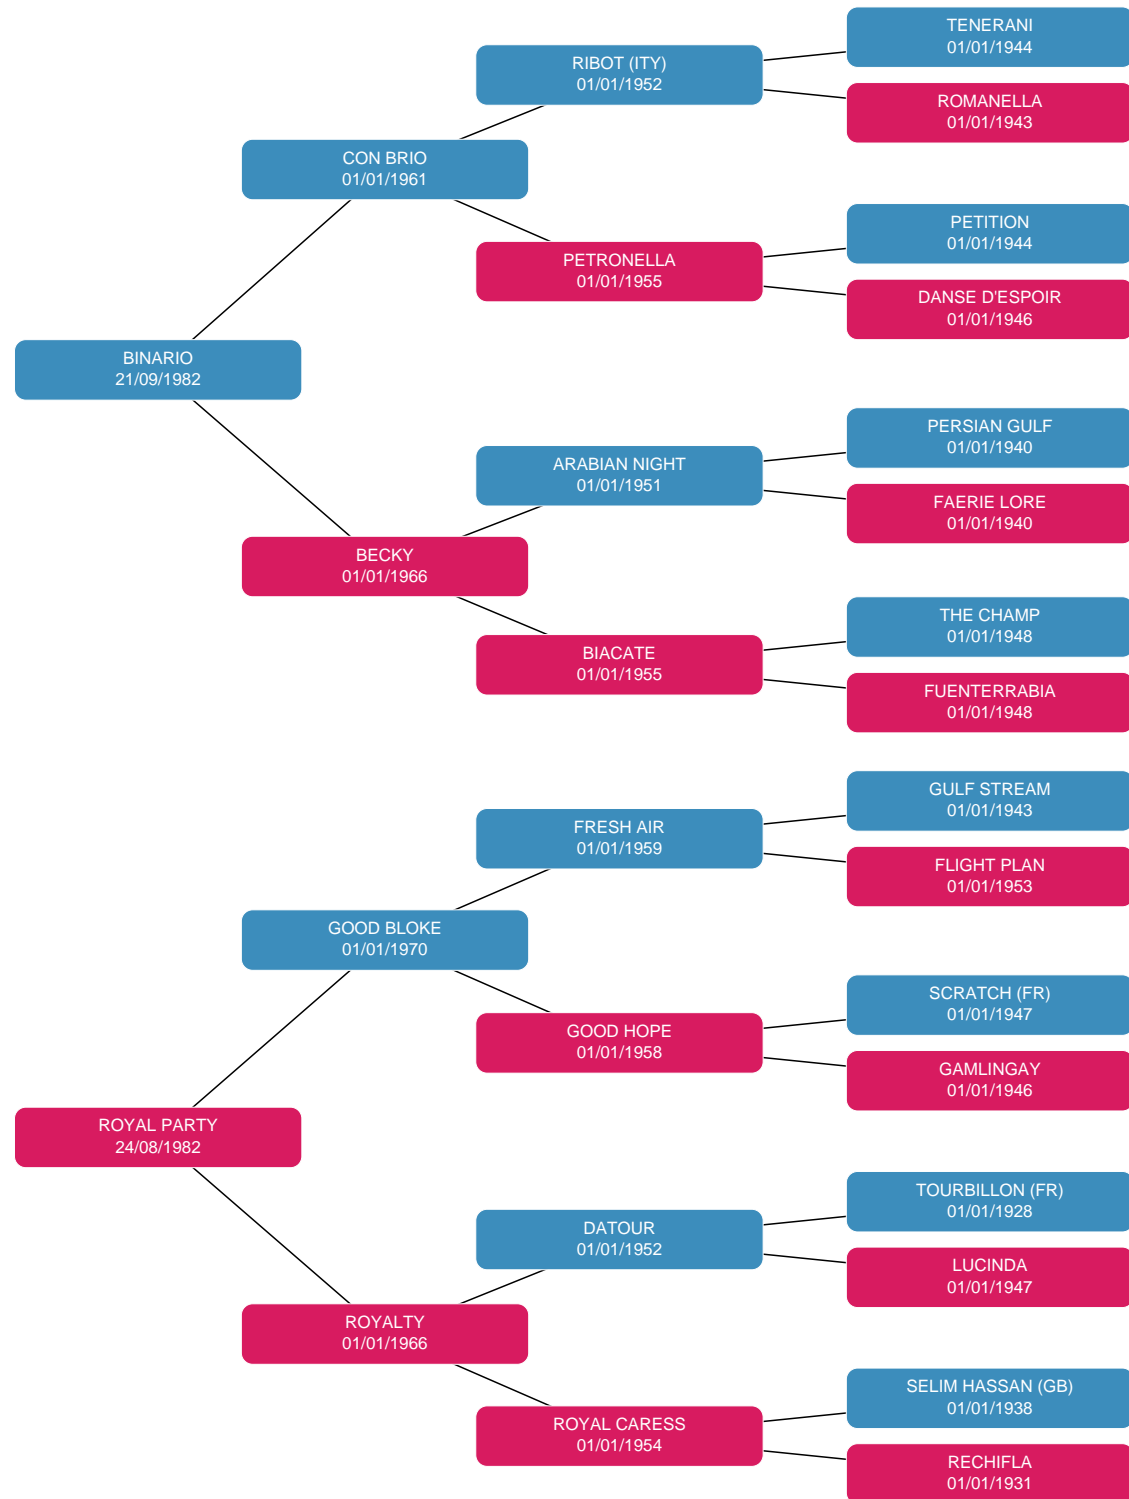 TENERANI
01/01/1944
RIBOT (ITY)
01/01/1952
ROMANELLA
01/01/1943
CON BRIO
01/01/1961
PETITION
01/01/1944
PETRONELLA
01/01/1955
DANSE D'ESPOIR
01/01/1946
BINARIO
21/09/1982
PERSIAN GULF
01/01/1940
ARABIAN NIGHT
01/01/1951
FAERIE LORE
01/01/1940
BECKY
01/01/1966
THE CHAMP
01/01/1948
BIACATE
01/01/1955
FUENTERRABIA
01/01/1948
GULF STREAM
01/01/1943
FRESH AIR
01/01/1959
FLIGHT PLAN
01/01/1953
GOOD BLOKE
01/01/1970
SCRATCH (FR)
01/01/1947
GOOD HOPE
01/01/1958
GAMLINGAY
01/01/1946
ROYAL PARTY
24/08/1982
TOURBILLON (FR)
01/01/1928
DATOUR
01/01/1952
LUCINDA
01/01/1947
ROYALTY
01/01/1966
SELIM HASSAN (GB)
01/01/1938
ROYAL CARESS
01/01/1954
RECHIFLA
01/01/1931